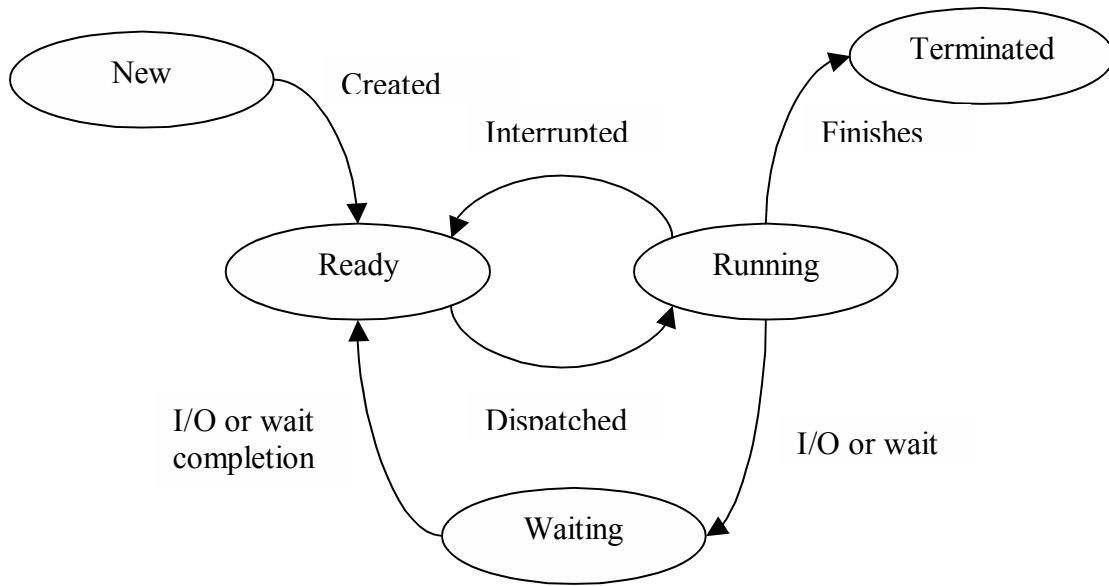 New
Terminated
Created
Interrupted
Finishes
Ready
Running
I/O or wait
completion
Dispatched
I/O or wait
Waiting